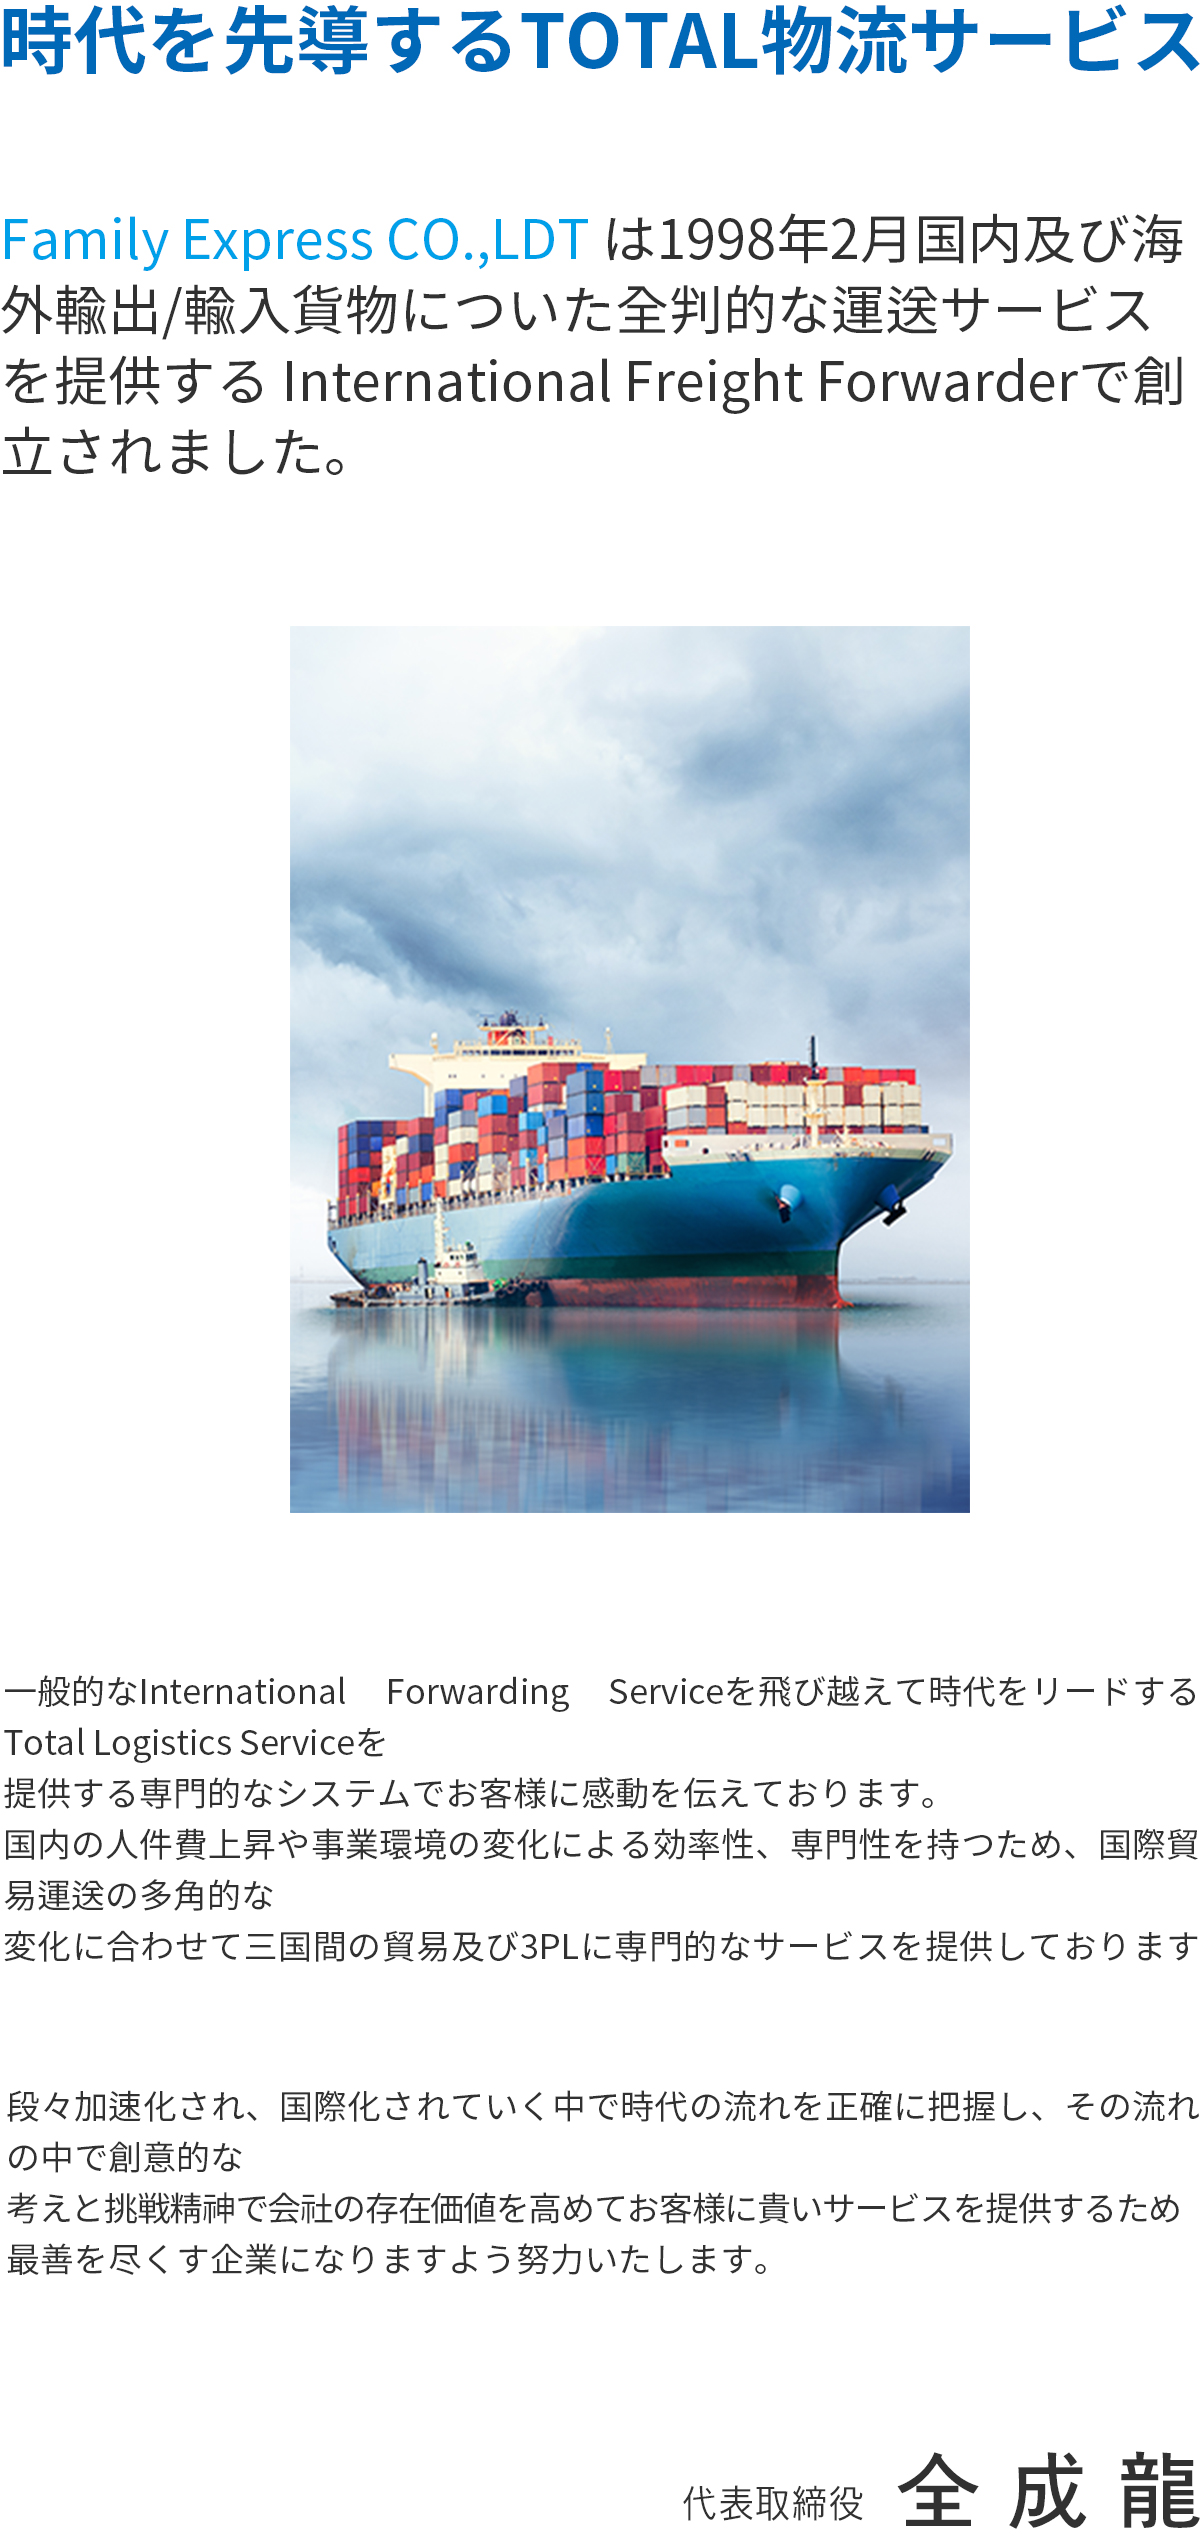 時代を先導するTOTAL物流サービス
Family Express CO.,LDT は1998年2月国内及び海
外輸出/輸入貨物についた全判的な運送サービス
を提供する International Freight Forwarderで創
立されました。
一般的なInternational Forwarding Serviceを飛び越えて時代をリードする
Total Logistics Serviceを
提供する専門的なシステムでお客様に感動を伝えております。
国内の人件費上昇や事業環境の変化による効率性、専門性を持つため、国際貿
易運送の多角的な
変化に合わせて三国間の貿易及び3PLに専門的なサービスを提供しております
段々加速化され、国際化されていく中で時代の流れを正確に把握し、その流れ
の中で創意的な
考えと挑戦精神で会社の存在価値を高めてお客様に貴いサービスを提供するため
最善を尽くす企業になりますよう努力いたします。
代表取締役 全 成 龍